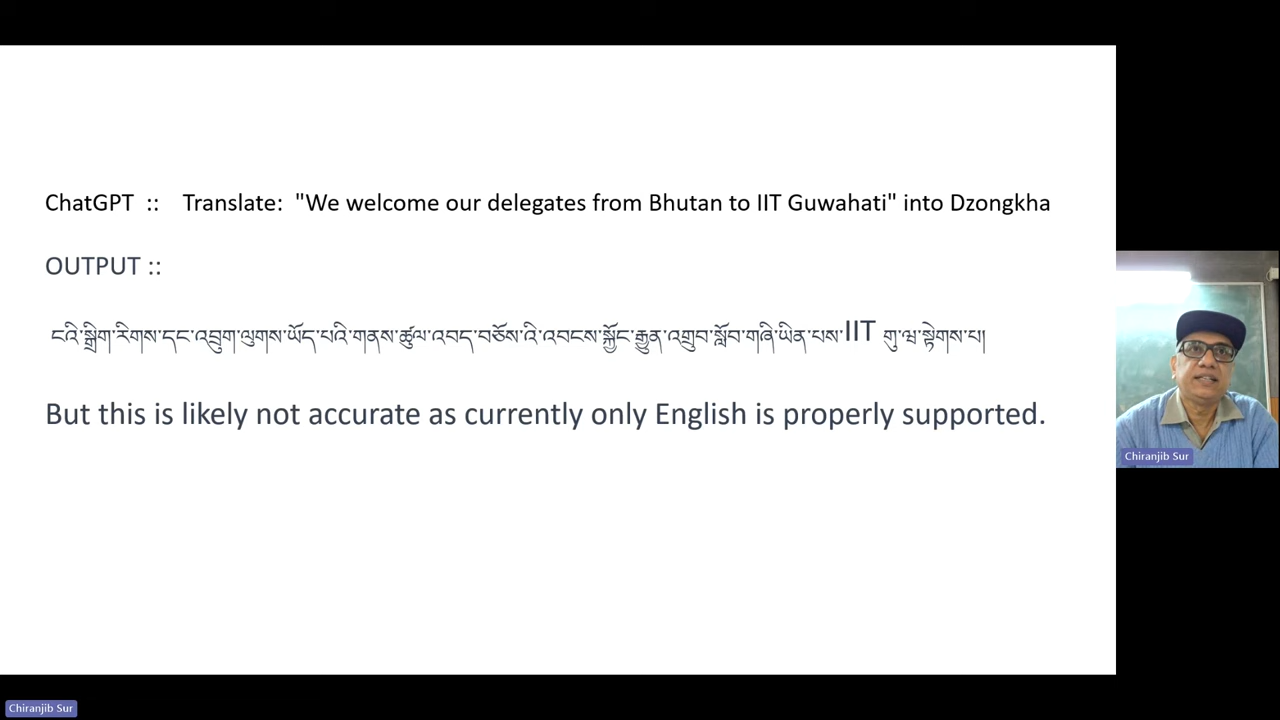 ChatGPT :: Translate: "We welcome our delegates from Bhutan to IIT Guwahati" into Dzongkha
OUTPUT ::
ངའི་སྒྲིག་རིགས་དང་འབྲུག་ལུགས་ཡོད་པའི་གནས་ཚུལ་འབད་བཅོས་འི་འབངས་སྐྱོང་རྒྱུན་འགྲུབ་སློབ་གཞི་ཡིན་པས་IIT གུ་ཝ་སྟེགས་པ།
But this is likely not accurate as currently only English is properly supported.
Chiranjib Sur
Chiranjib Sur